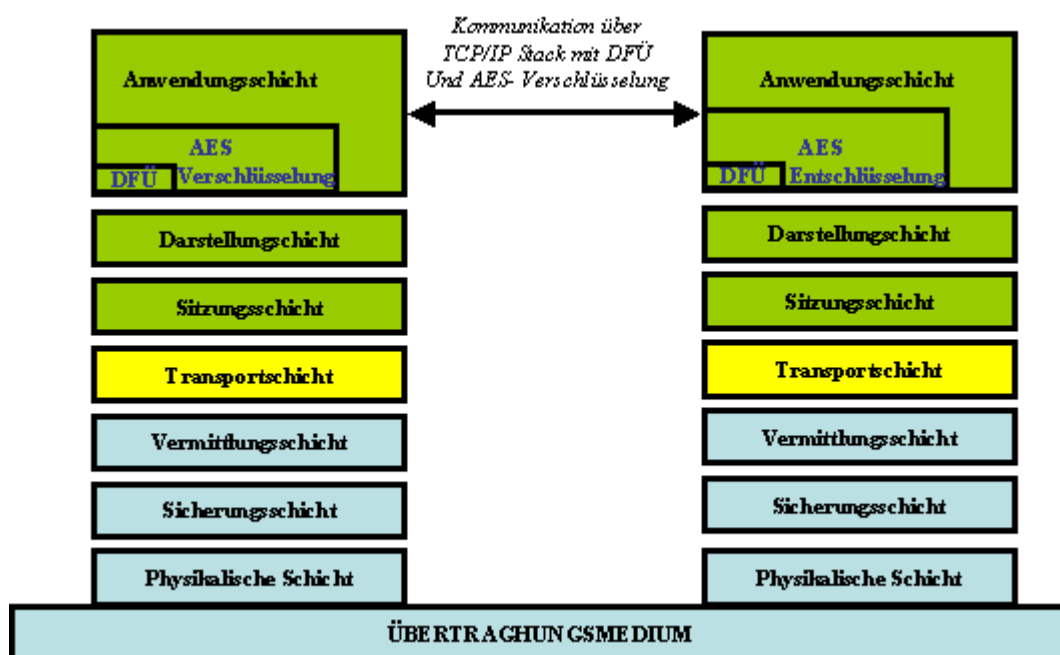 Kommunikation über
TCP/IP Stack mit DFÜ
Und AES- Verschlüsselung
Anwendungsschicht
AES
DFÜ Verschlüsselung
Darstellungschicht
Sitzungsschicht
Transportschicht
Vermittlungsschicht
Sicherungsschicht
Physikalische Schicht
Anwendungsschicht
AES
DFÜ Entschlüsselung
Darstellungschicht
Sitzungsschicht
Transportschicht
Vermittlungsschicht
Sicherungsschicht
Physikalische Schicht
ÜBERTRAGHUNGSMEDIUM